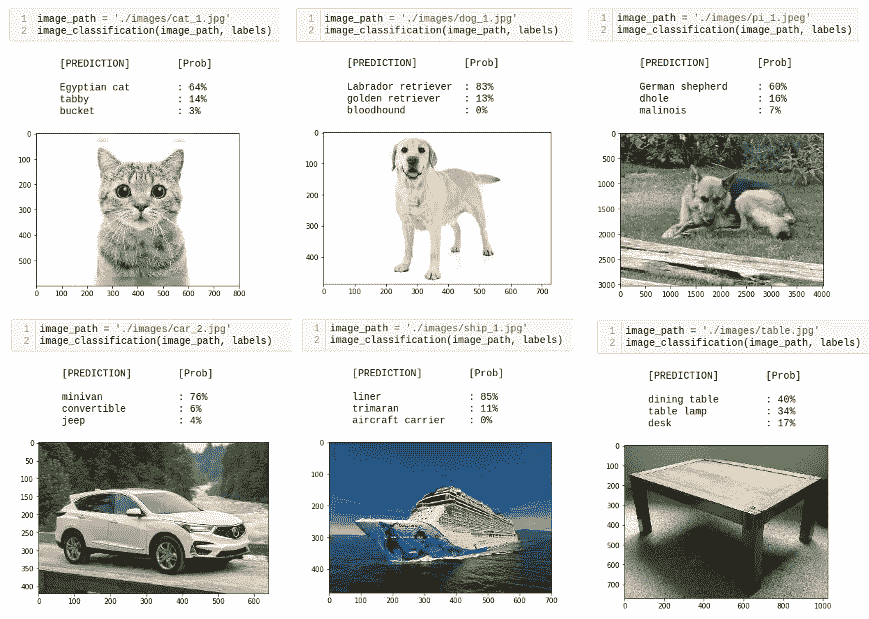 1 image_path = './images/cat_1.jpg'
2 image_classification(image_path, labels)
[PREDICTION] [Prob]
Egyptian cat : 64%
tabby : 14%
bucket : 3%
0
100
200
300
400
500
0 100 200 300 400 500 600 700 800
1 image_path = './images/dog_1.jpg'
2 image_classification(image_path, labels)
[PREDICTION] [Prob]
Labrador retriever : 83%
golden retriever : 13%
bloodhound : 0%
0
100
200
300
400
0 100 200 300 400 500 600 700
1 image_path = './images/pi_1.jpeg'
2 image_classification(image_path, labels)
[PREDICTION] [Prob]
German shepherd : 60%
dhole : 16%
malinois : 7%
0
500
1000
1500
2000
2500
3000
0 500 1000 1500 2000 2500 3000 3500 4000
1 image_path = './images/car_2.jpg'
2 image_classification(image_path, labels)
[PREDICTION] [Prob]
minivan : 76%
convertible : 6%
jeep : 4%
0
50
100
150
200
250
300
350
400
0 100 200 300 400 500 600
1 image_path = './images/ship_1.jpg'
2 image_classification(image_path, labels)
[PREDICTION] [Prob]
liner : 85%
trimaran : 11%
aircraft carrier : 0%
0
100
200
300
400
0 100 200 300 400 500 600 700
1 image_path = './images/table.jpg'
2 image_classification(image_path, labels)
[PREDICTION] [Prob]
dining table : 40%
table lamp : 34%
desk : 17%
0
100
200
300
400
500
600
700
0 200 400 600 800 1000